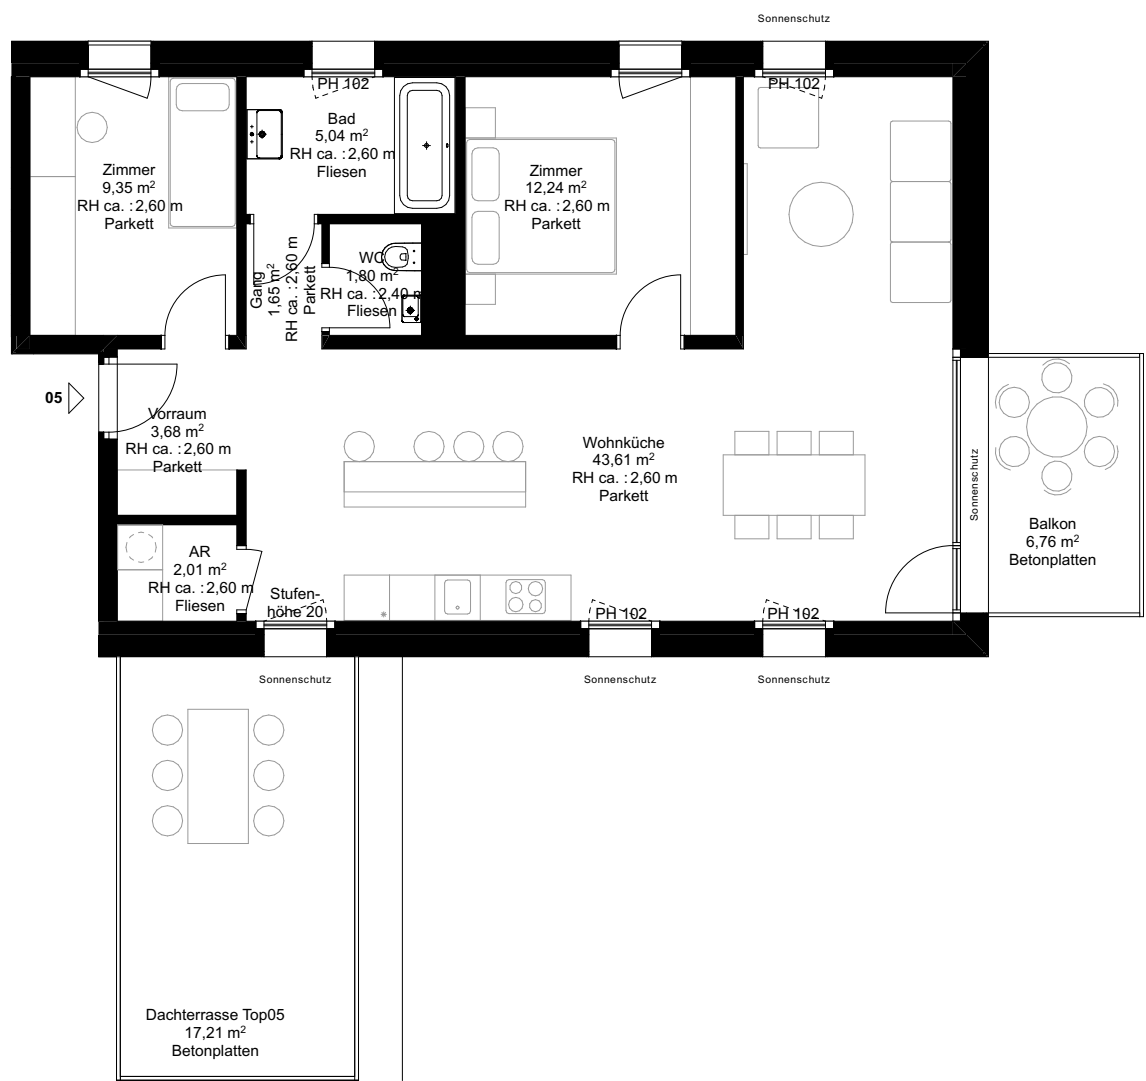 Sonnenschutz
PH 102
PH 102
Bad
5,04 m²
RH ca. :2,60 m
Fliesen
Zimmer
9,35 m²
RH ca. :2,60 m
Parkett
Zimmer
12,24 m²
RH ca. :2,60 m
Parkett
Gang
1,65 m²
RH ca. :2,60 m
Parkett
WC
1,80 m²
RH ca. :2,40 m
Fliesen
05
Vorraum
3,68 m²
RH ca. :2,60 m
Parkett
Wohnküche
43,61 m²
RH ca. :2,60 m
Parkett
Sonnenschutz
Balkon
6,76 m²
Betonplatten
AR
2,01 m²
RH ca. :2,60 m
Fliesen
Stufen-
höhe 20
PH 102
PH 102
Sonnenschutz
Sonnenschutz
Sonnenschutz
Dachterrasse Top05
17,21 m²
Betonplatten